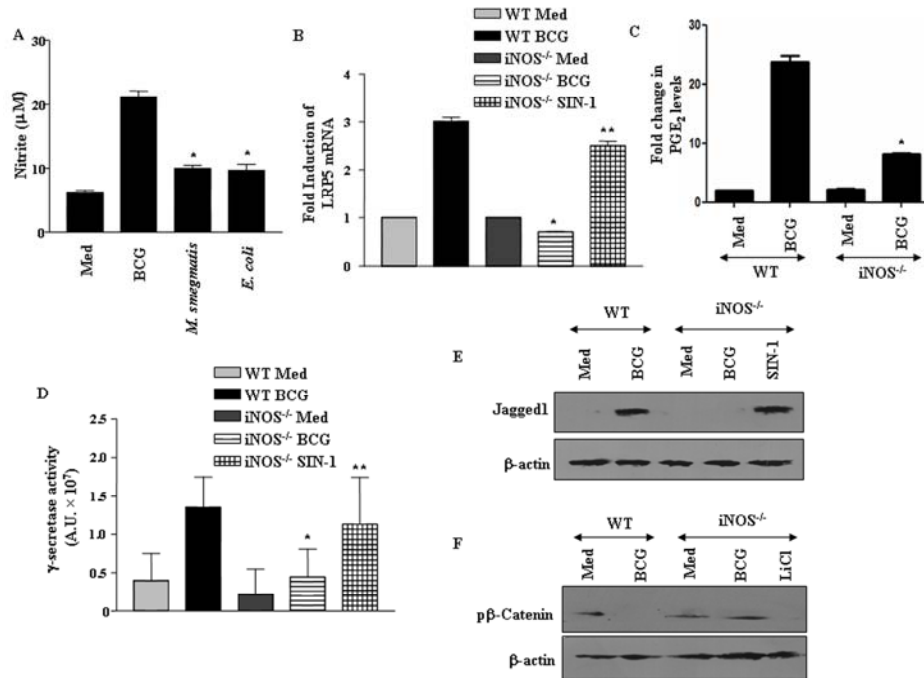 A
Nitrite (µM)
30
20
10
0
Med
BCG
M. smegmatis
E. coli
*
*
B
WT Med
WT BCG
iNOS-/- Med
iNOS-/- BCG
iNOS-/- SIN-1
Fold Induction of
LRP5 mRNA
4
3
2
1
0
*
**
C
Fold change in
PGE2 levels
30
20
10
0
*
Med
BCG
Med
BCG
WT
iNOS-/-
D
WT Med
WT BCG
iNOS-/- Med
iNOS-/- BCG
iNOS-/- SIN-1
γ-secretase activity
(A.U. × 10⁷)
2.0
1.5
1.0
0.5
0
*
**
E
WT
iNOS-/-
Med
BCG
Med
BCG
SIN-1
Jagged1
β-actin
F
WT
iNOS-/-
Med
BCG
Med
BCG
LiCl
pβ-Catenin
β-actin